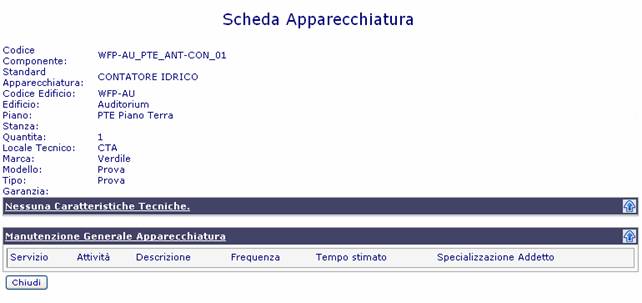 Scheda Apparecchiatura
Codice
Componente: WFP-AU_PTE_ANT-CON_01
Standard
Apparecchiatura: CONTATORE IDRICO
Codice Edificio: WFP-AU
Edificio: Auditorium
Piano: PTE Piano Terra
Stanza:
Quantita: 1
Locale Tecnico: CTA
Marca: Verdile
Modello: Prova
Tipo: Prova
Garanzia:
Nessuna Caratteristiche Tecniche.
Manutenzione Generale Apparecchiatura
Servizio Attività Descrizione Frequenza Tempo stimato Specializzazione Addetto
Chiudi